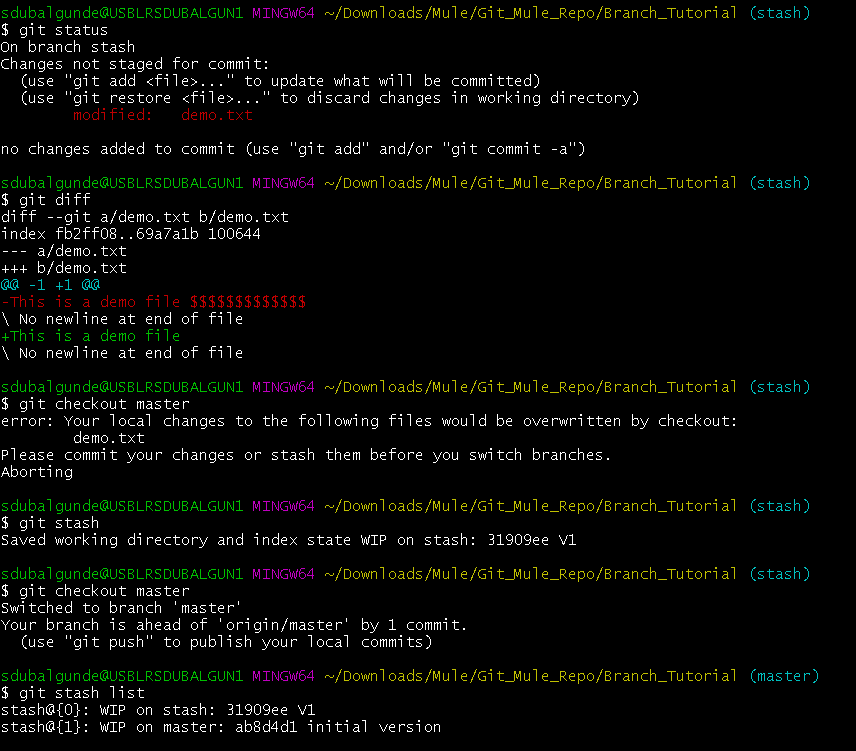 sdubalgunde@USBLRSDUBALGUN1 MINGW64 ~/Downloads/Mule/Git_Mule_Repo/Branch_Tutorial (stash)
$ git status
On branch stash
Changes not staged for commit:
  (use "git add <file>..." to update what will be committed)
  (use "git restore <file>..." to discard changes in working directory)
        modified:   demo.txt

no changes added to commit (use "git add" and/or "git commit -a")

sdubalgunde@USBLRSDUBALGUN1 MINGW64 ~/Downloads/Mule/Git_Mule_Repo/Branch_Tutorial (stash)
$ git diff
diff --git a/demo.txt b/demo.txt
index fb2ff08..69a7a1b 100644
--- a/demo.txt
+++ b/demo.txt
@@ -1 +1 @@
-This is a demo file $$$$$$$$$$$$$
\ No newline at end of file
+This is a demo file
\ No newline at end of file

sdubalgunde@USBLRSDUBALGUN1 MINGW64 ~/Downloads/Mule/Git_Mule_Repo/Branch_Tutorial (stash)
$ git checkout master
error: Your local changes to the following files would be overwritten by checkout:
        demo.txt
Please commit your changes or stash them before you switch branches.
Aborting

sdubalgunde@USBLRSDUBALGUN1 MINGW64 ~/Downloads/Mule/Git_Mule_Repo/Branch_Tutorial (stash)
$ git stash
Saved working directory and index state WIP on stash: 31909ee V1

sdubalgunde@USBLRSDUBALGUN1 MINGW64 ~/Downloads/Mule/Git_Mule_Repo/Branch_Tutorial (stash)
$ git checkout master
Switched to branch 'master'
Your branch is ahead of 'origin/master' by 1 commit.
  (use "git push" to publish your local commits)

sdubalgunde@USBLRSDUBALGUN1 MINGW64 ~/Downloads/Mule/Git_Mule_Repo/Branch_Tutorial (master)
$ git stash list
stash@{0}: WIP on stash: 31909ee V1
stash@{1}: WIP on master: ab8d4d1 initial version